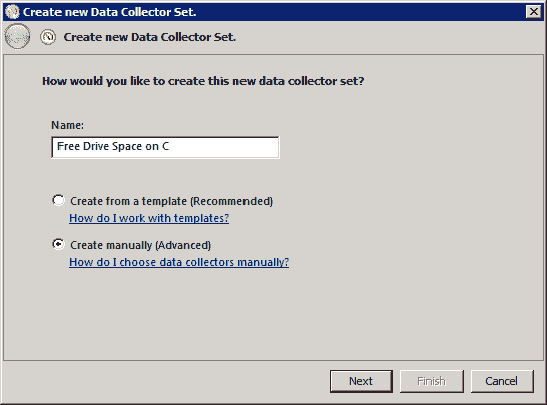 Create new Data Collector Set.
Create new Data Collector Set.
How would you like to create this new data collector set?
Name:
Free Drive Space on C
Create from a template (Recommended)
How do I work with templates?
Create manually (Advanced)
How do I choose data collectors manually?
Next Finish Cancel